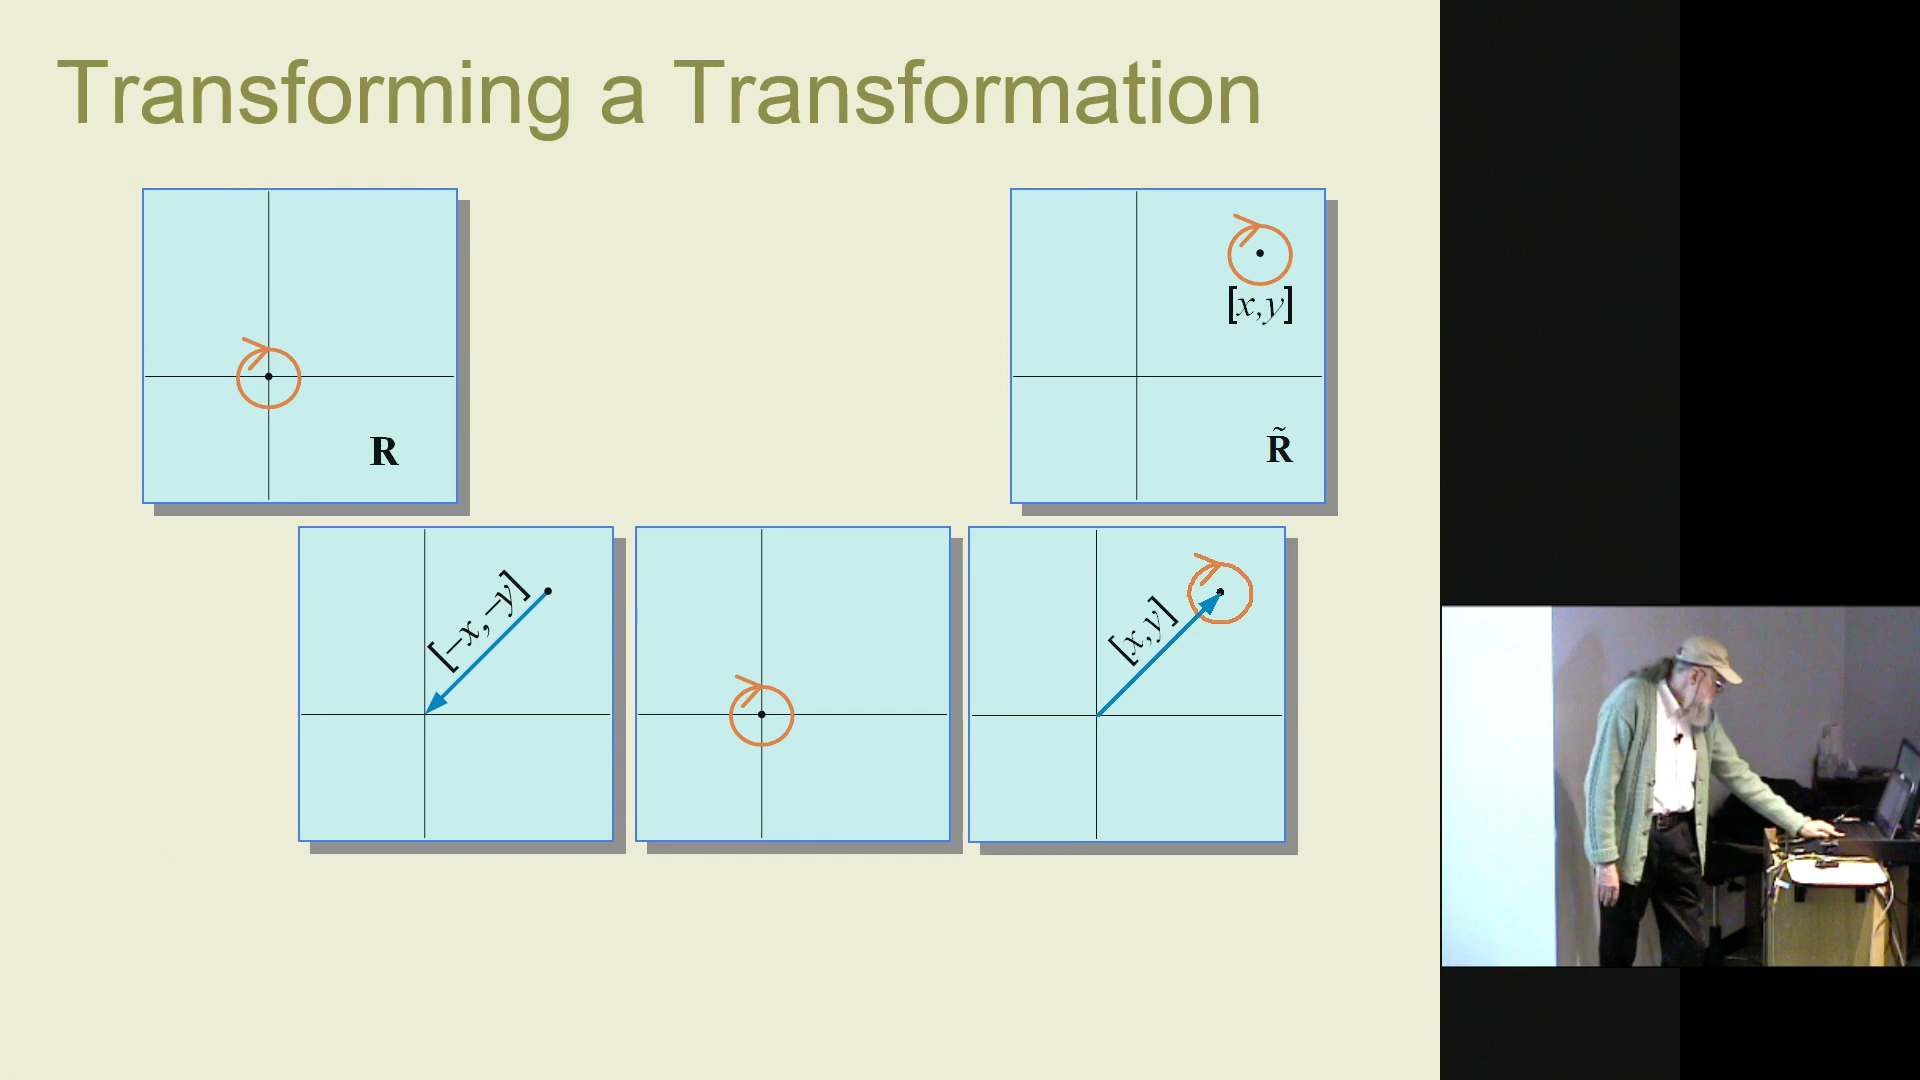 Transforming a Transformation
[x,y]
R
R̃
[–x,–y]
[x,y]